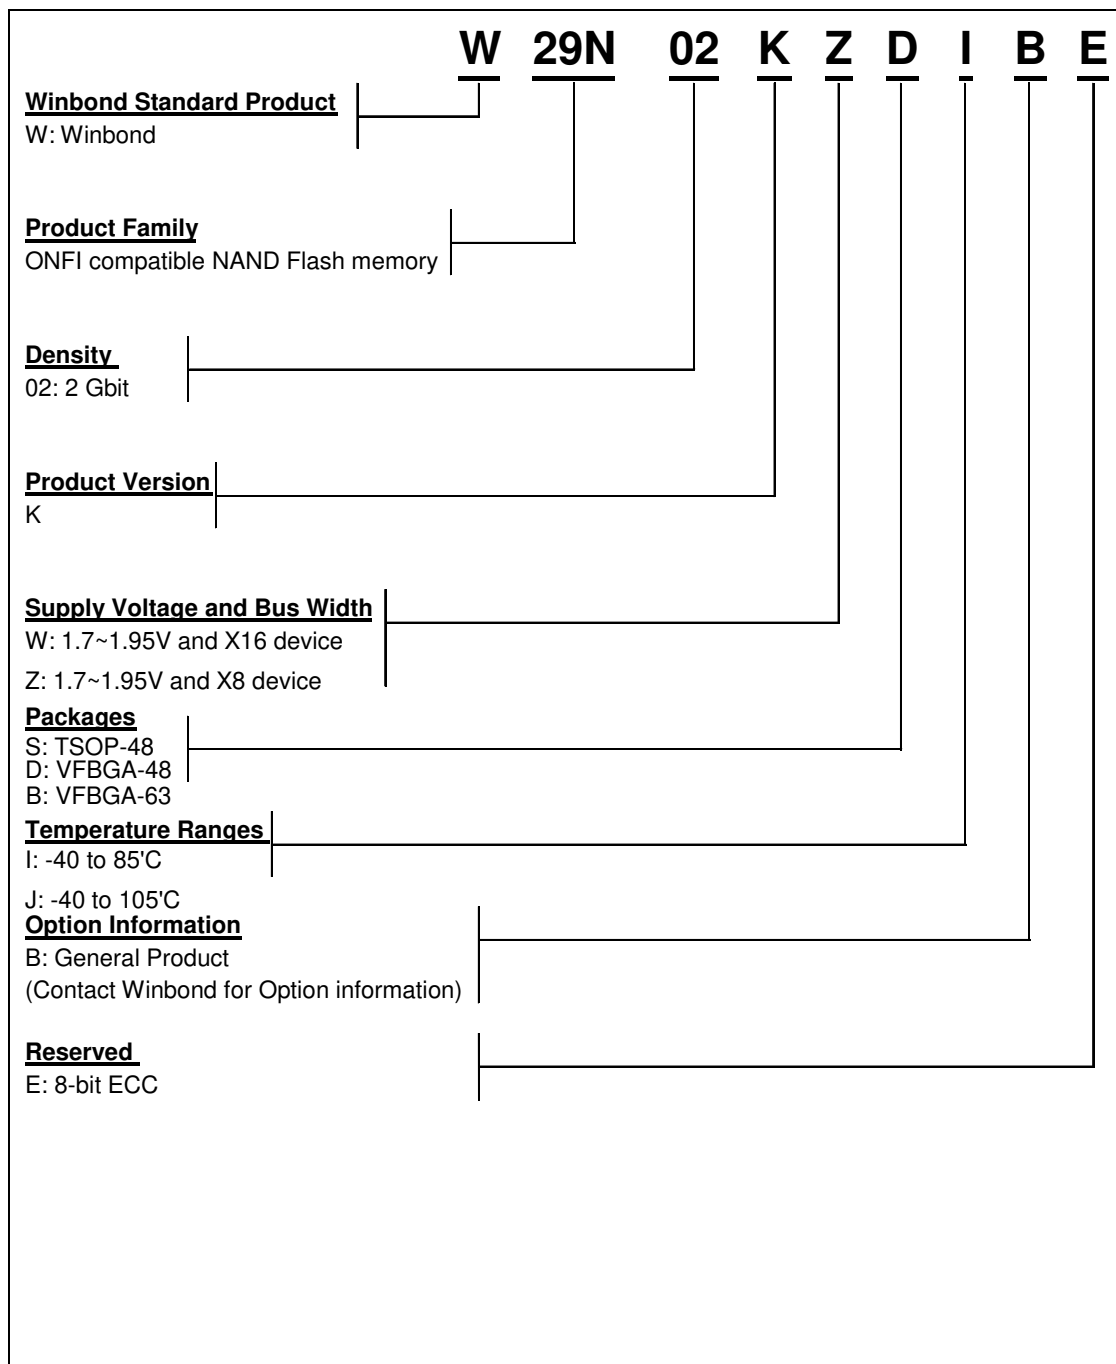 W 29N 02 K Z D I B E
Winbond Standard Product
W: Winbond
Product Family
ONFI compatible NAND Flash memory
Density
02: 2 Gbit
Product Version
K
Supply Voltage and Bus Width
W: 1.7~1.95V and X16 device
Z: 1.7~1.95V and X8 device
Packages
S: TSOP-48
D: VFBGA-48
B: VFBGA-63
Temperature Ranges
I: -40 to 85'C
J: -40 to 105'C
Option Information
B: General Product
(Contact Winbond for Option information)
Reserved
E: 8-bit ECC